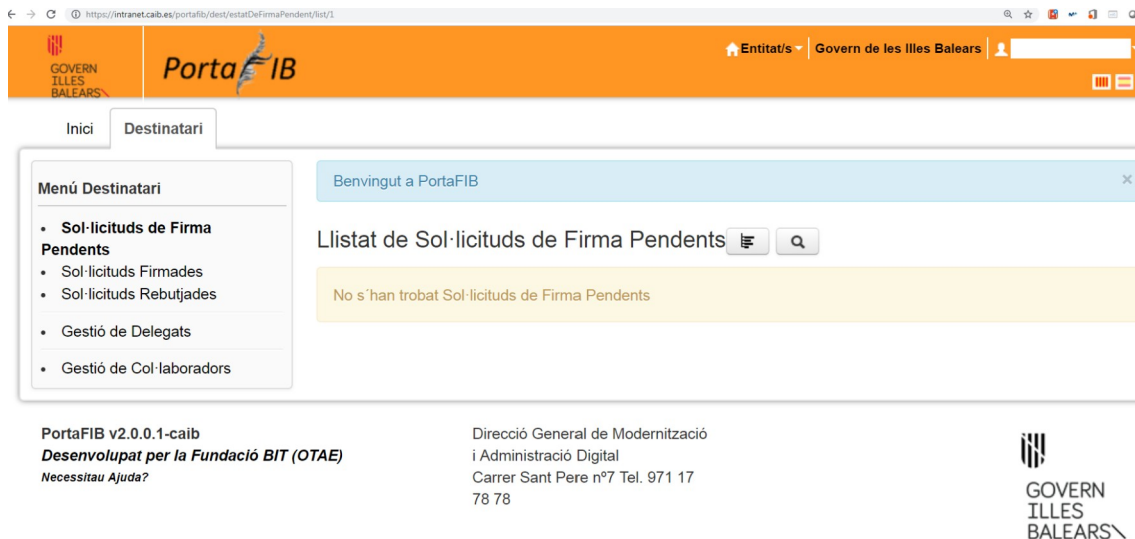 https://intranet.caib.es/portafib/dest/estatDeFirmaPendent/list/1
GOVERN
ILLES
BALEARS
PortaFIB
Entitat/s
Govern de les Illes Balears
Inici
Destinatari
Menú Destinatari
Sol·licituds de Firma
Pendents
Sol·licituds Firmades
Sol·licituds Rebutjades
Gestió de Delegats
Gestió de Col·laboradors
Benvingut a PortaFIB
×
Llistat de Sol·licituds de Firma Pendents
No s´han trobat Sol·licituds de Firma Pendents
PortaFIB v2.0.0.1-caib
Desenvolupat per la Fundació BIT (OTAE)
Necessitau Ajuda?
Direcció General de Modernització
i Administració Digital
Carrer Sant Pere nº7 Tel. 971 17
78 78
GOVERN
ILLES
BALEARS